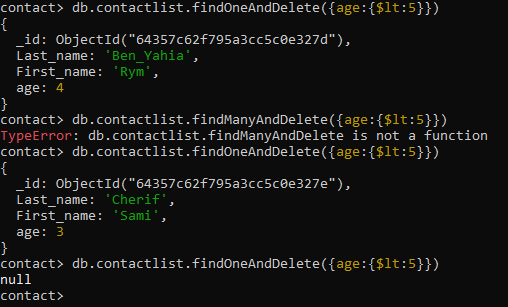 contact> db.contactlist.findOneAndDelete({age:{$lt:5}})
{
  _id: ObjectId("64357c62f795a3cc5c0e327d"),
  Last_name: 'Ben_Yahia',
  First_name: 'Rym',
  age: 4
}
contact> db.contactlist.findManyAndDelete({age:{$lt:5}})
TypeError: db.contactlist.findManyAndDelete is not a function
contact> db.contactlist.findOneAndDelete({age:{$lt:5}})
{
  _id: ObjectId("64357c62f795a3cc5c0e327e"),
  Last_name: 'Cherif',
  First_name: 'Sami',
  age: 3
}
contact> db.contactlist.findOneAndDelete({age:{$lt:5}})
null
contact>